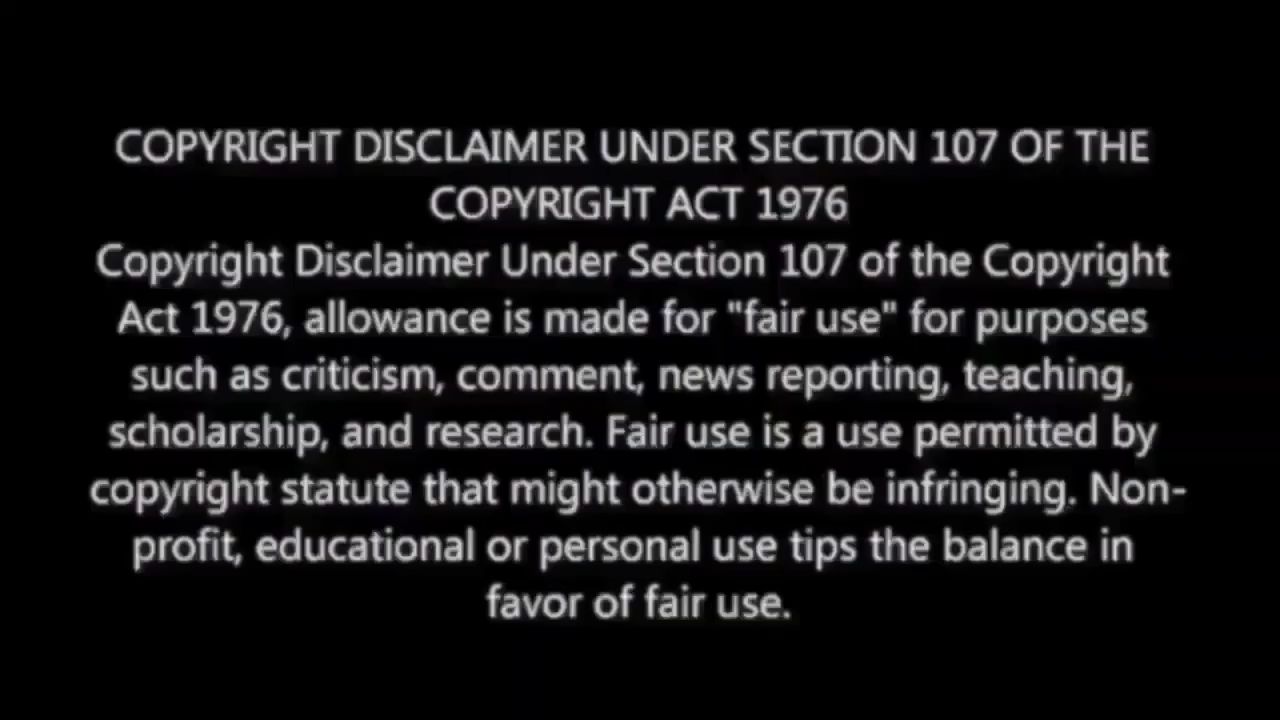 COPYRIGHT DISCLAIMER UNDER SECTION 107 OF THE
COPYRIGHT ACT 1976
Copyright Disclaimer Under Section 107 of the Copyright
Act 1976, allowance is made for "fair use" for purposes
such as criticism, comment, news reporting, teaching,
scholarship, and research. Fair use is a use permitted by
copyright statute that might otherwise be infringing. Non-
profit, educational or personal use tips the balance in
favor of fair use.